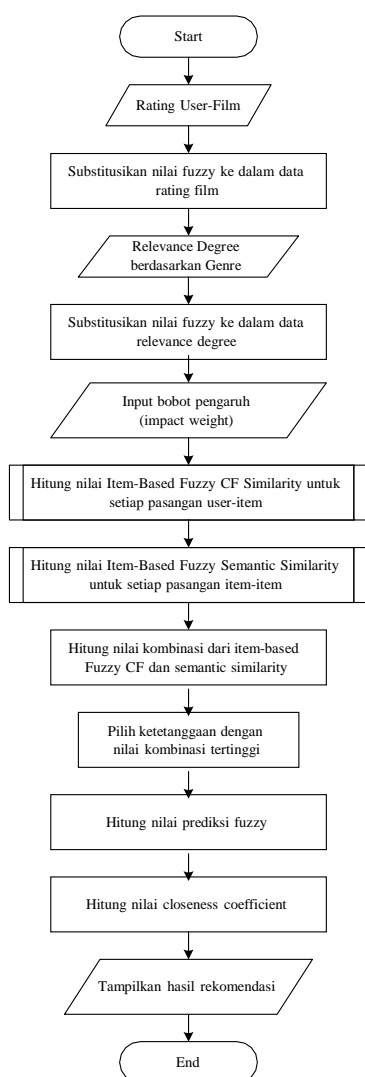 Start
Rating User-Film
Substitusikan nilai fuzzy ke dalam data
rating film
Relevance Degree
berdasarkan Genre
Substitusikan nilai fuzzy ke dalam data
relevance degree
Input bobot pengaruh
(impact weight)
Hitung nilai Item-Based Fuzzy CF Similarity untuk
setiap pasangan user-item
Hitung nilai Item-Based Fuzzy Semantic Similarity
untuk setiap pasangan item-item
Hitung nilai kombinasi dari item-based
Fuzzy CF dan semantic similarity
Pilih ketetanggaan dengan
nilai kombinasi tertinggi
Hitung nilai prediksi fuzzy
Hitung nilai closeness coefficient
Tampilkan hasil rekomendasi
End